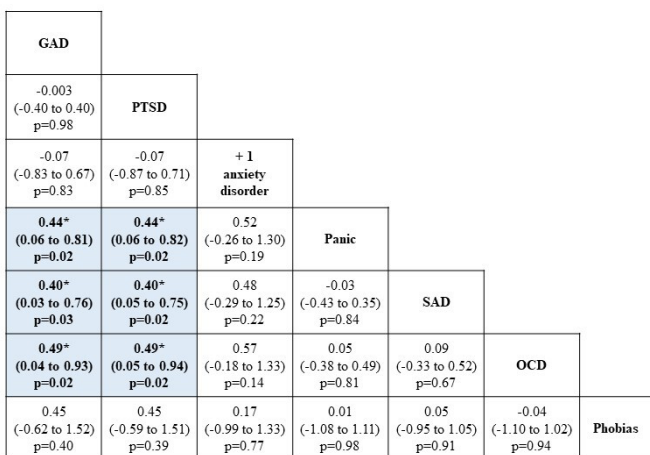 GAD
-0.003
(-0.40 to 0.40)
p=0.98
PTSD
-0.07
(-0.83 to 0.67)
p=0.83
-0.07
(-0.87 to 0.71)
p=0.85
+ 1
anxiety
disorder
0.44*
(0.06 to 0.81)
p=0.02
0.44*
(0.06 to 0.82)
p=0.02
0.52
(-0.26 to 1.30)
p=0.19
Panic
0.40*
(0.03 to 0.76)
p=0.03
0.40*
(0.05 to 0.75)
p=0.02
0.48
(-0.29 to 1.25)
p=0.22
-0.03
(-0.43 to 0.35)
p=0.84
SAD
0.49*
(0.04 to 0.93)
p=0.02
0.49*
(0.05 to 0.94)
p=0.02
0.57
(-0.18 to 1.33)
p=0.14
0.05
(-0.38 to 0.49)
p=0.81
0.09
(-0.33 to 0.52)
p=0.67
OCD
0.45
(-0.62 to 1.52)
p=0.40
0.45
(-0.59 to 1.51)
p=0.39
0.17
(-0.99 to 1.33)
p=0.77
0.01
(-1.08 to 1.11)
p=0.98
0.05
(-0.95 to 1.05)
p=0.91
-0.04
(-1.10 to 1.02)
p=0.94
Phobias